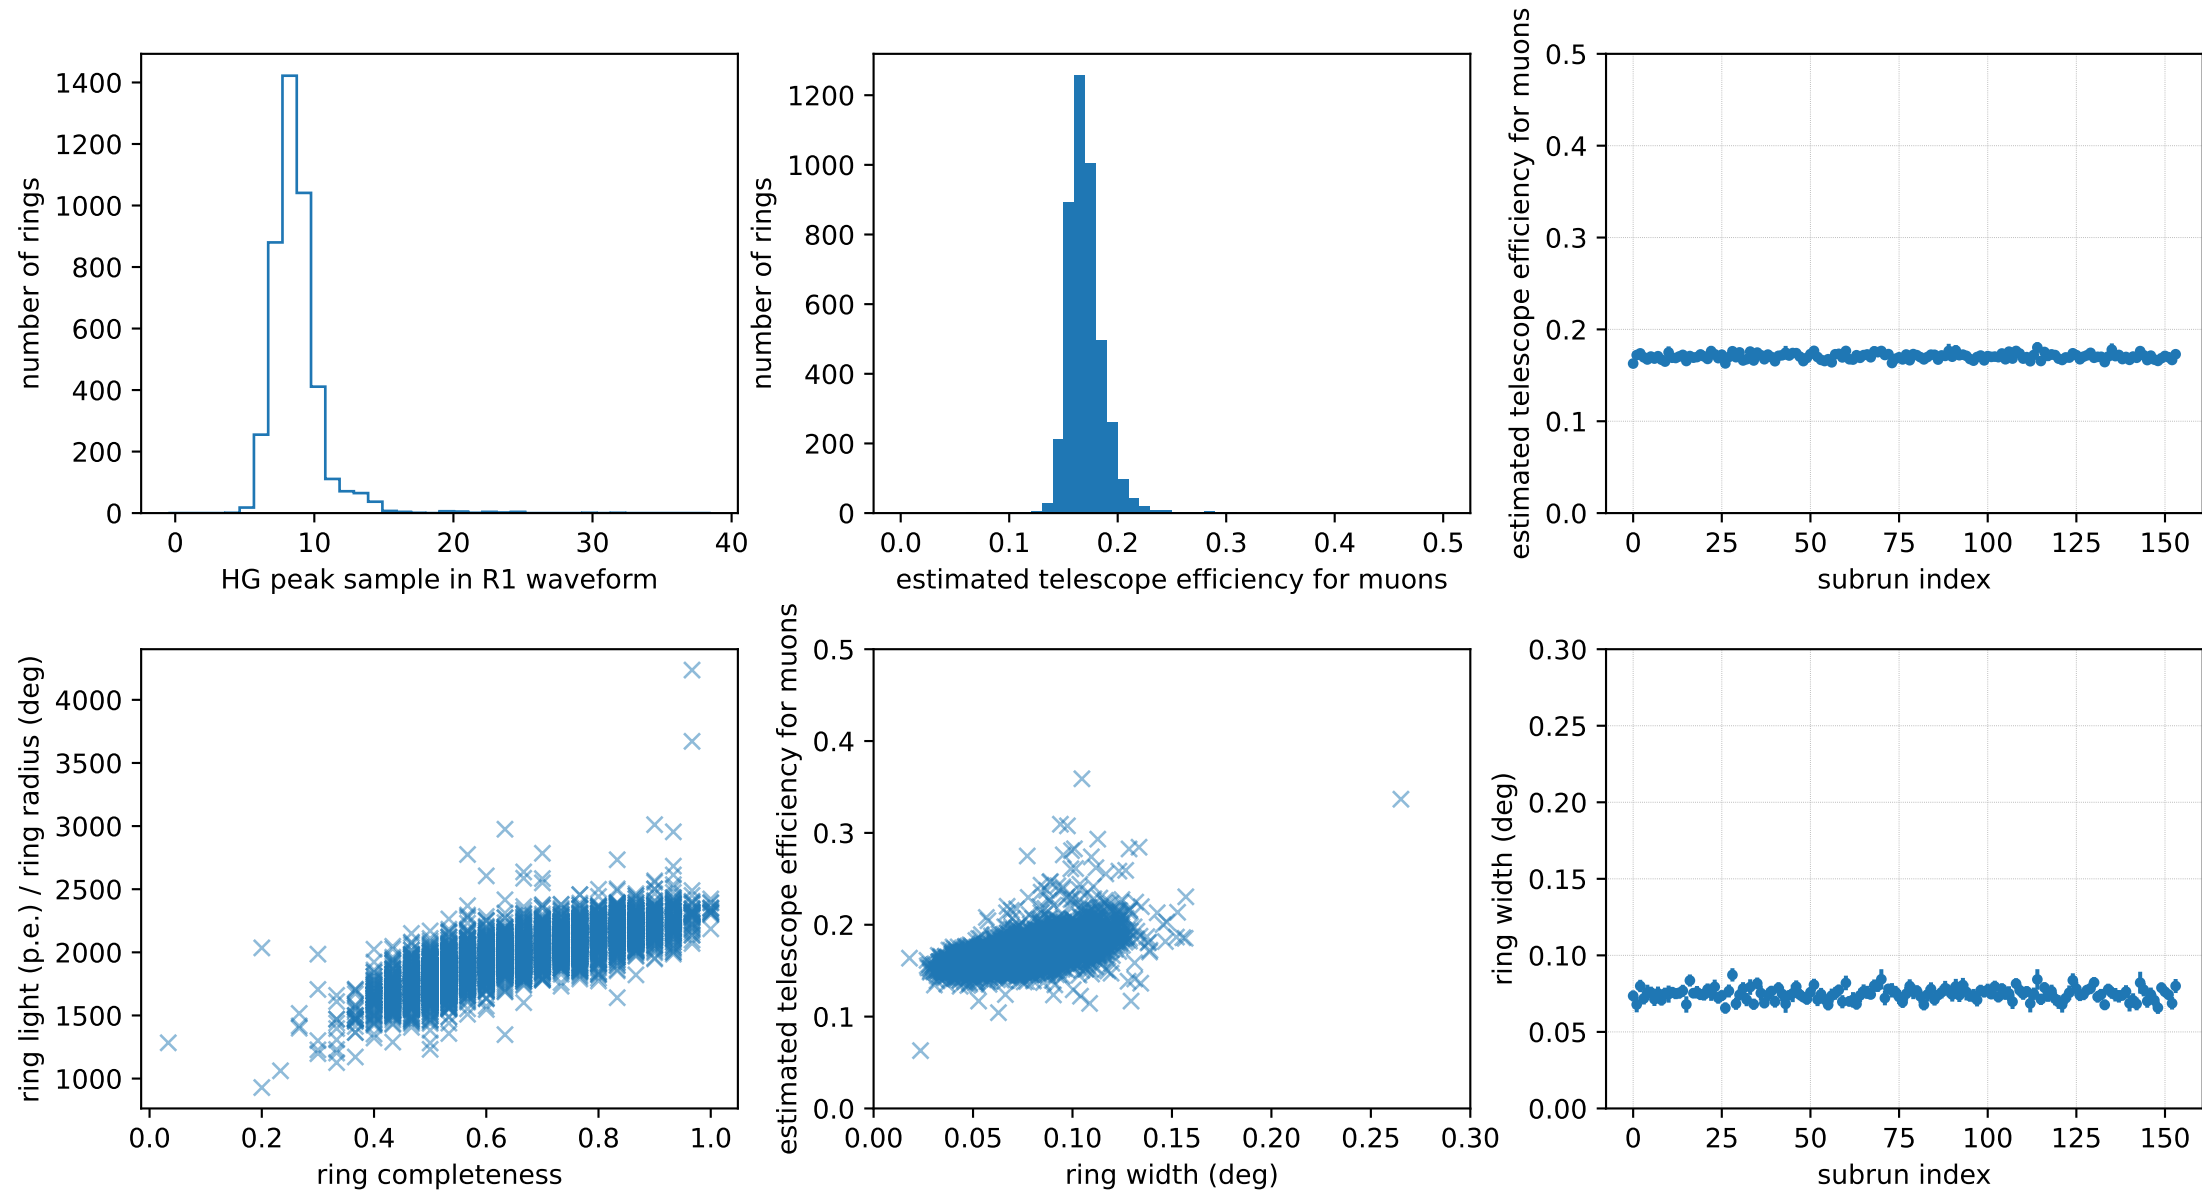 number of rings
1400
1200
1000
800
600
400
200
0
0 10 20 30 40
HG peak sample in R1 waveform
number of rings
1200
1000
800
600
400
200
0
0.0 0.1 0.2 0.3 0.4 0.5
estimated telescope efficiency for muons
estimated telescope efficiency for muons
0.5
0.4
0.3
0.2
0.1
0.0
0 25 50 75 100 125 150
subrun index
ring light (p.e.) / ring radius (deg)
4000
3500
3000
2500
2000
1500
1000
0.0 0.2 0.4 0.6 0.8 1.0
ring completeness
estimated telescope efficiency for muons
0.5
0.4
0.3
0.2
0.1
0.0
0.00 0.05 0.10 0.15 0.20 0.25 0.30
ring width (deg)
ring width (deg)
0.30
0.25
0.20
0.15
0.10
0.05
0.00
0 25 50 75 100 125 150
subrun index